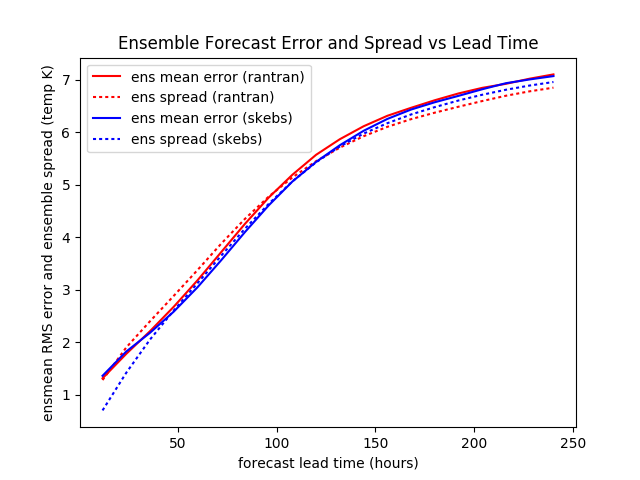 Ensemble Forecast Error and Spread vs Lead Time
ensmean RMS error and ensemble spread (temp K)
7
6
5
4
3
2
1
ens mean error (rantran)
ens spread (rantran)
ens mean error (skebs)
ens spread (skebs)
50
100
150
200
250
forecast lead time (hours)